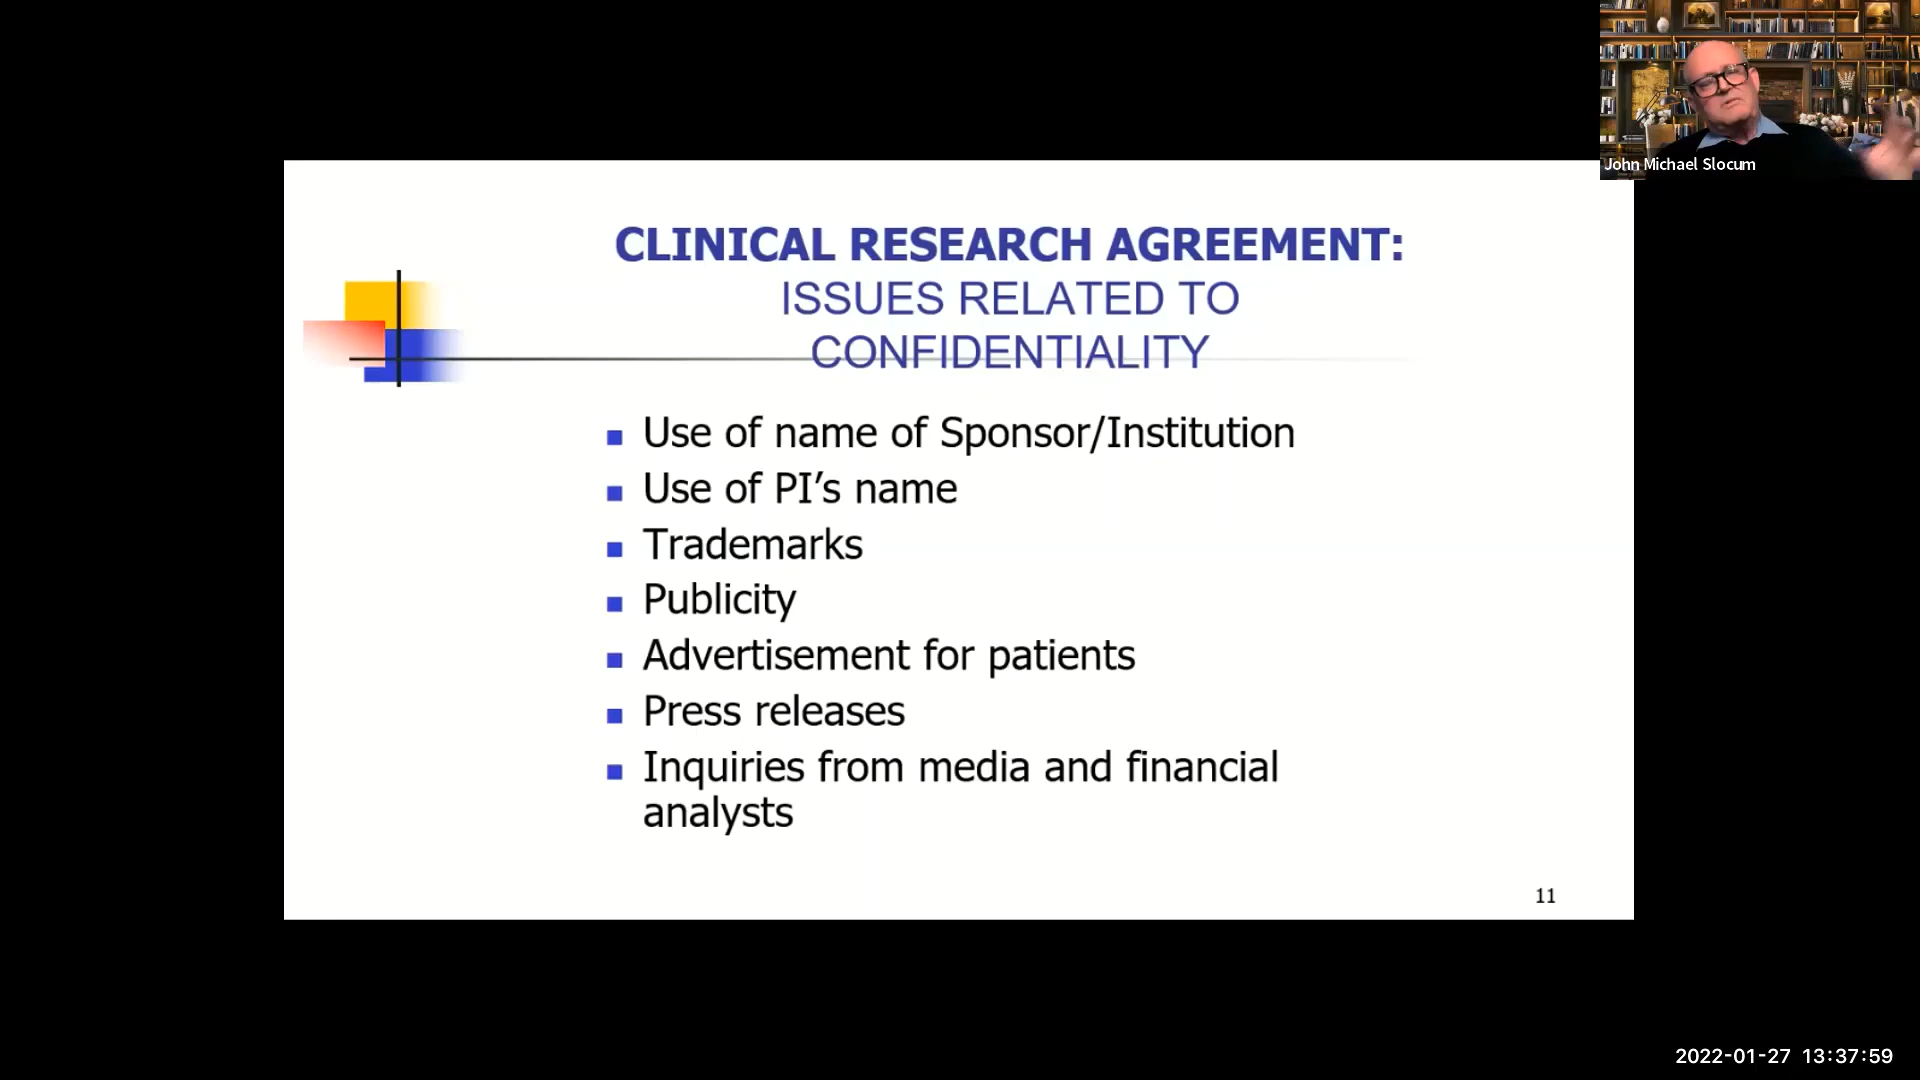 John Michael Slocum
CLINICAL RESEARCH AGREEMENT:
ISSUES RELATED TO
CONFIDENTIALITY
Use of name of Sponsor/Institution
Use of PI’s name
Trademarks
Publicity
Advertisement for patients
Press releases
Inquiries from media and financial
analysts
11
2022-01-27 13:37:59